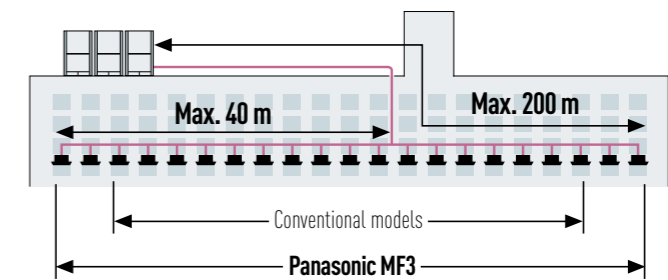 Max. 40 m
Max. 200 m
Conventional models
Panasonic MF3